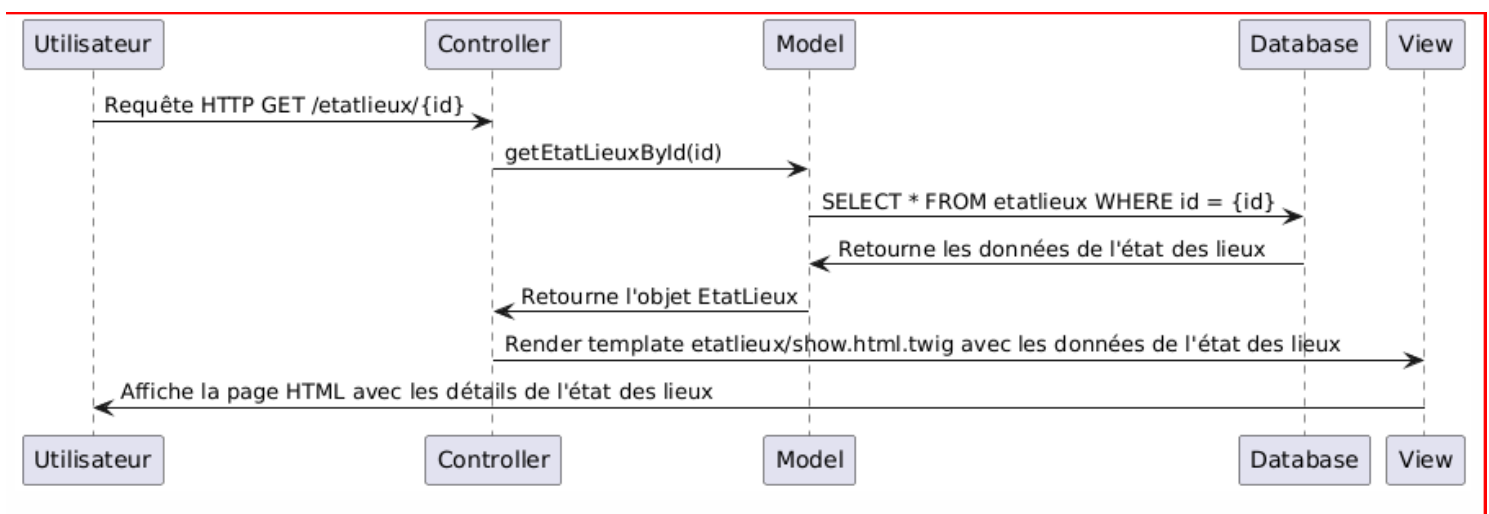 Utilisateur Controller Model Database View
Requête HTTP GET /etatlieux/{id}
getEtatLieuxById(id)
SELECT * FROM etatlieux WHERE id = {id}
Retourne les données de l'état des lieux
Retourne l'objet EtatLieux
Render template etatlieux/show.html.twig avec les données de l'état des lieux
Affiche la page HTML avec les détails de l'état des lieux
Utilisateur Controller Model Database View